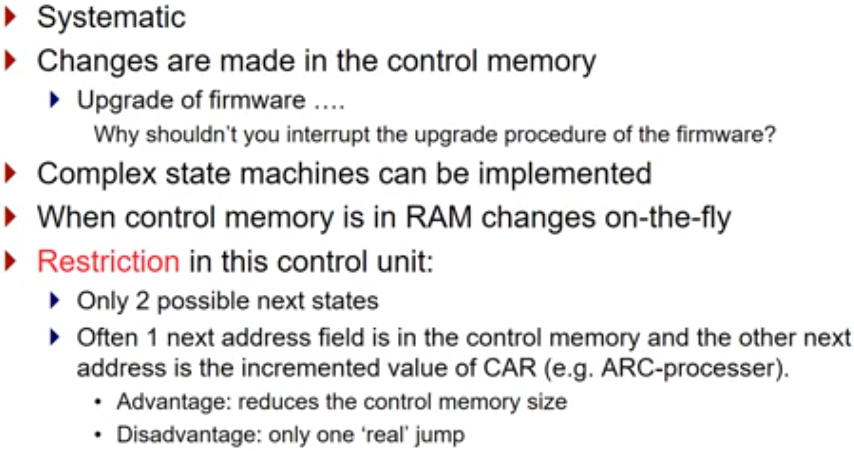 Systematic
Changes are made in the control memory
Upgrade of firmware ….
Why shouldn't you interrupt the upgrade procedure of the firmware?
Complex state machines can be implemented
When control memory is in RAM changes on-the-fly
Restriction in this control unit:
Only 2 possible next states
Often 1 next address field is in the control memory and the other next
address is the incremented value of CAR (e.g. ARC-processer).
• Advantage: reduces the control memory size
• Disadvantage: only one ‘real’ jump